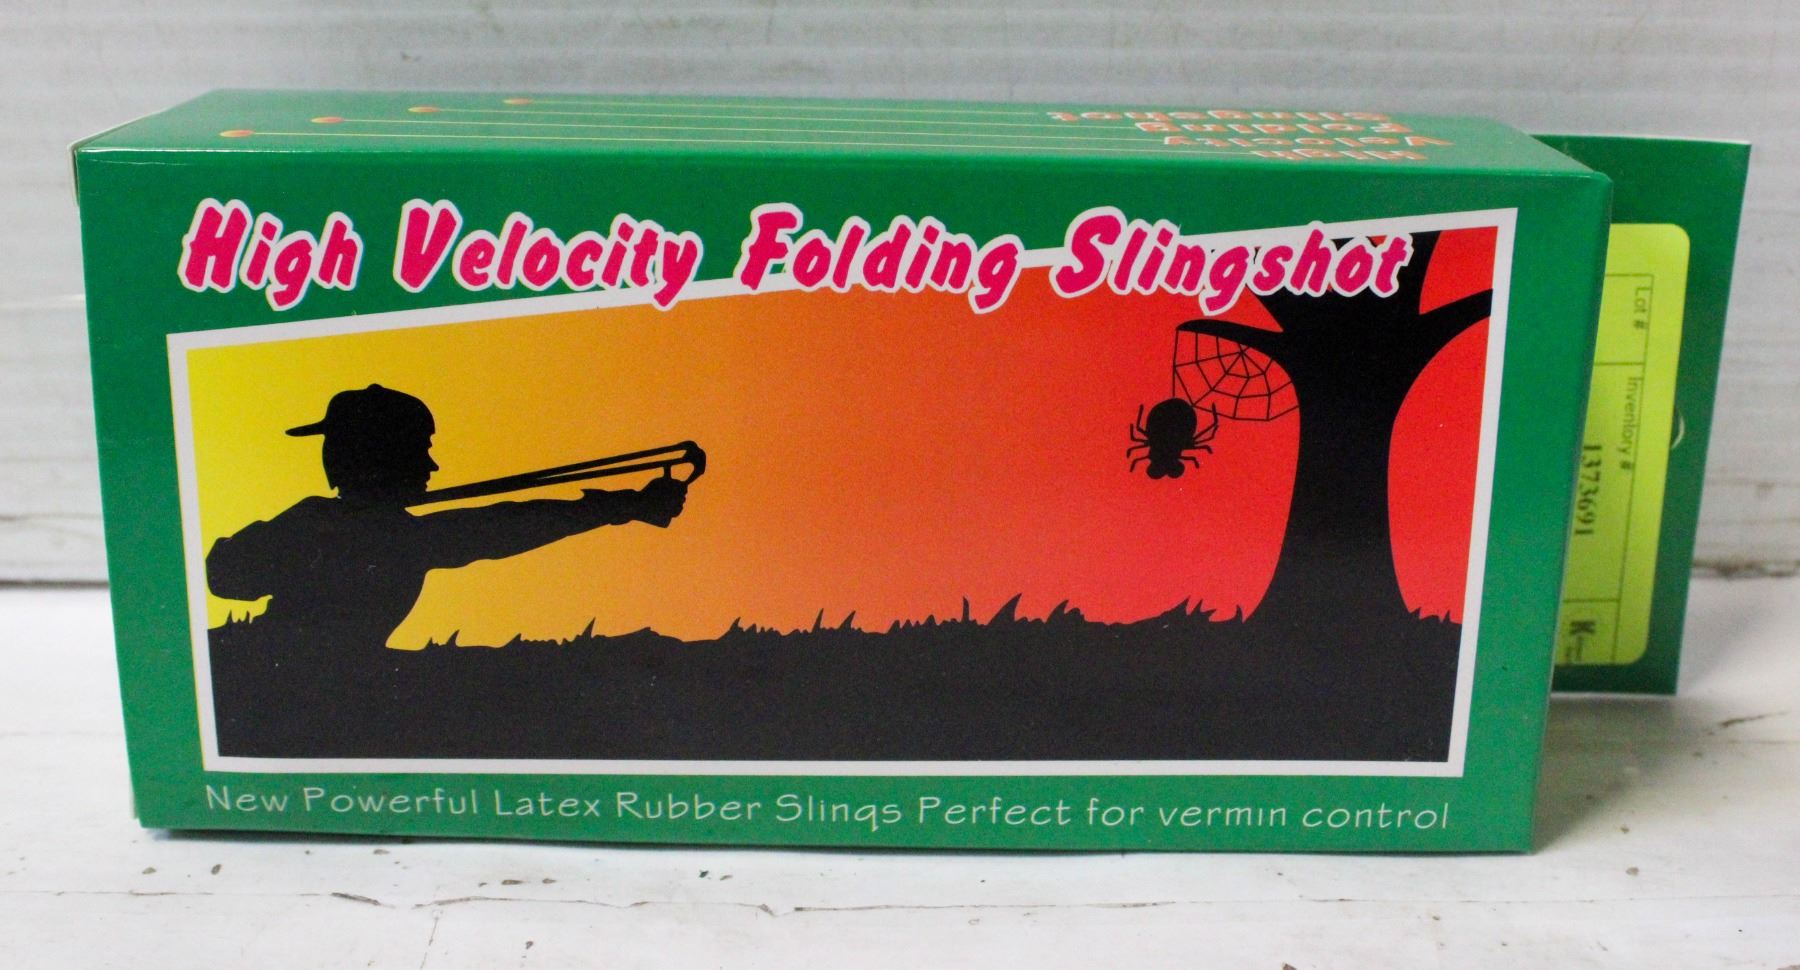 High
Velocity
Folding
Slingshot
High Velocity Folding Slingshot
New Powerful Latex Rubber Slings Perfect for vermin control
Lot #
Inventory #
1373691
K